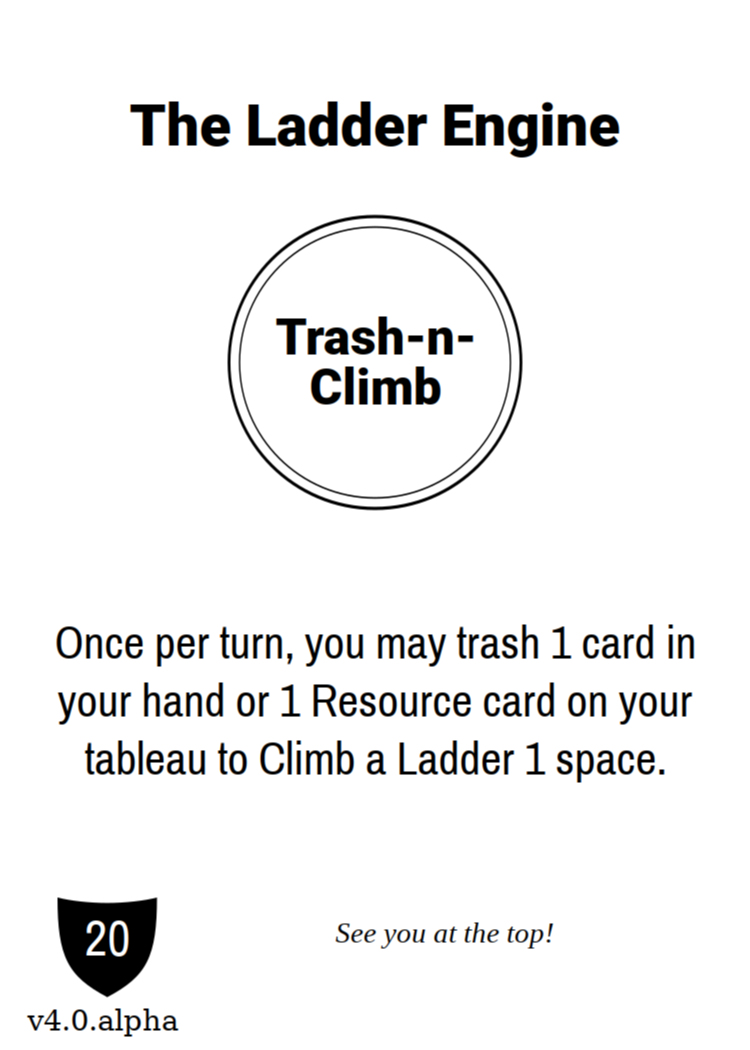 The Ladder Engine
Trash-n-
Climb
Once per turn, you may trash 1 card in
your hand or 1 Resource card on your
tableau to Climb a Ladder 1 space.
20
See you at the top!
v4.0.alpha